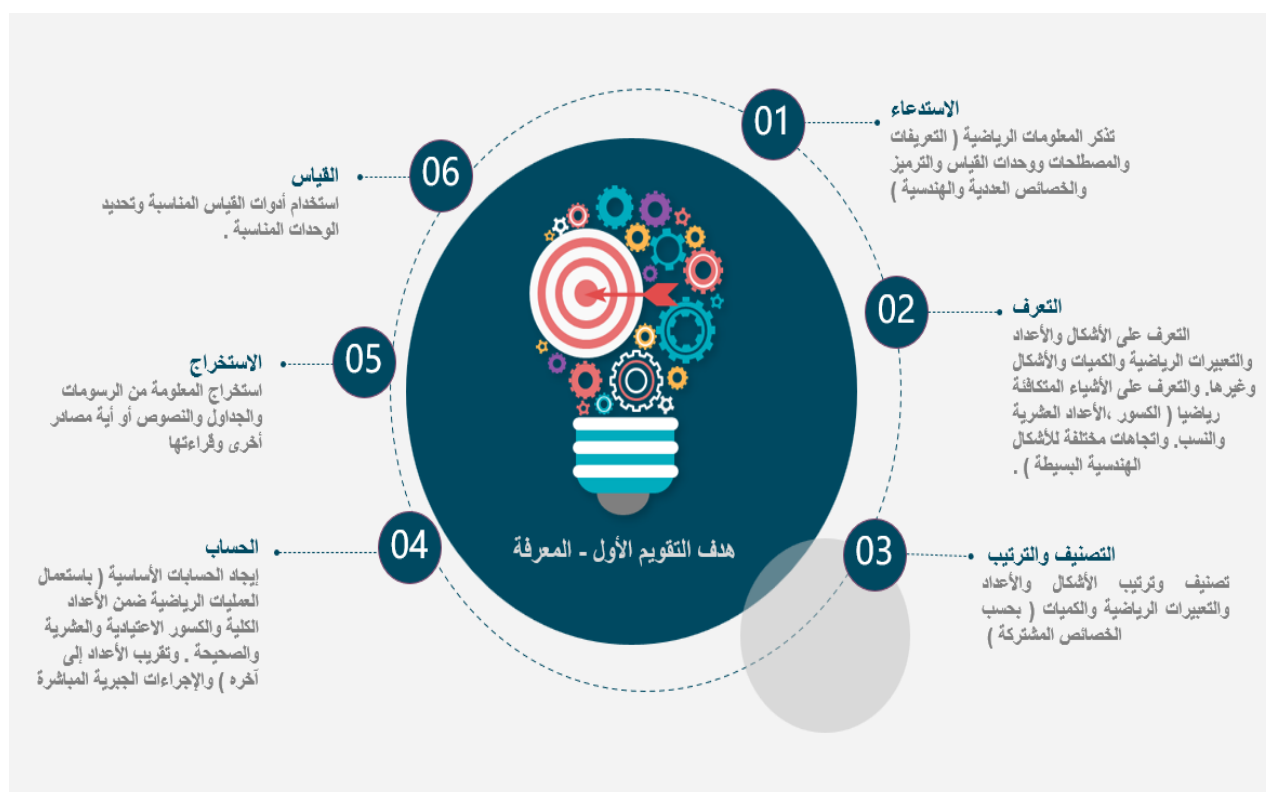 01
الاستدعاء
تذكر المعلومات الرياضية ( التعريفات
والمصطلحات ووحدات القياس والترميز
والخصائص العددية والهندسية )
02
التعرف
التعرف على الأشكال والأعداد
والتعبيرات الرياضية والكميات والأشكال
وغيرها. والتعرف على الأشياء المتكافئة
رياضيا ( الكسور ،الأعداد العشرية
والنسب. واتجاهات مختلفة للأشكال
الهندسية البسيطة ) .
03
التصنيف والترتيب
تصنيف وترتيب الأشكال والأعداد
والتعبيرات الرياضية والكميات ( بحسب
الخصائص المشتركة )
04
الحساب
إيجاد الحسابات الأساسية ( باستعمال
العمليات الرياضية ضمن الأعداد
الكلية والكسور الاعتيادية والعشرية
والصحيحة . وتقريب الأعداد إلى
آخره ) والإجراءات الجبرية المباشرة
05
الاستخراج
استخراج المعلومة من الرسومات
والجداول والنصوص أو أية مصادر
أخرى وقراءتها
06
القياس
استخدام أدوات القياس المناسبة وتحديد
الوحدات المناسبة .
هدف التقويم الأول - المعرفة